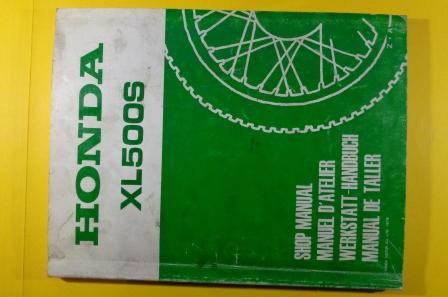 HONDA
XL500S
SHOP MANUAL
MANUEL D'ATELIER
WERKSTATT-HANDBUCH
MANUAL DE TALLER